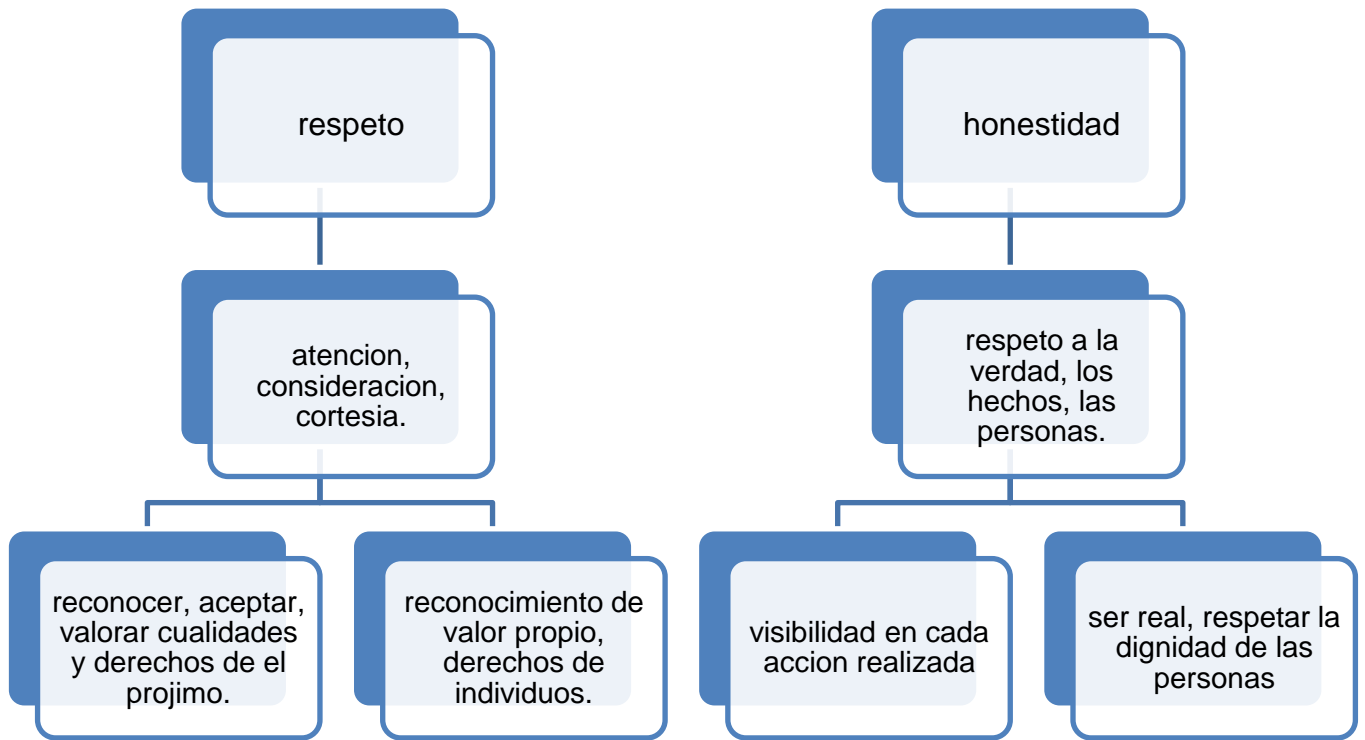 respeto
honestidad
atencion,
consideracion,
cortesia.
respeto a la
verdad, los
hechos, las
personas.
reconocer, aceptar,
valorar cualidades
y derechos de el
projimo.
reconocimiento de
valor propio,
derechos de
individuos.
visibilidad en cada
accion realizada
ser real, respetar la
dignidad de las
personas